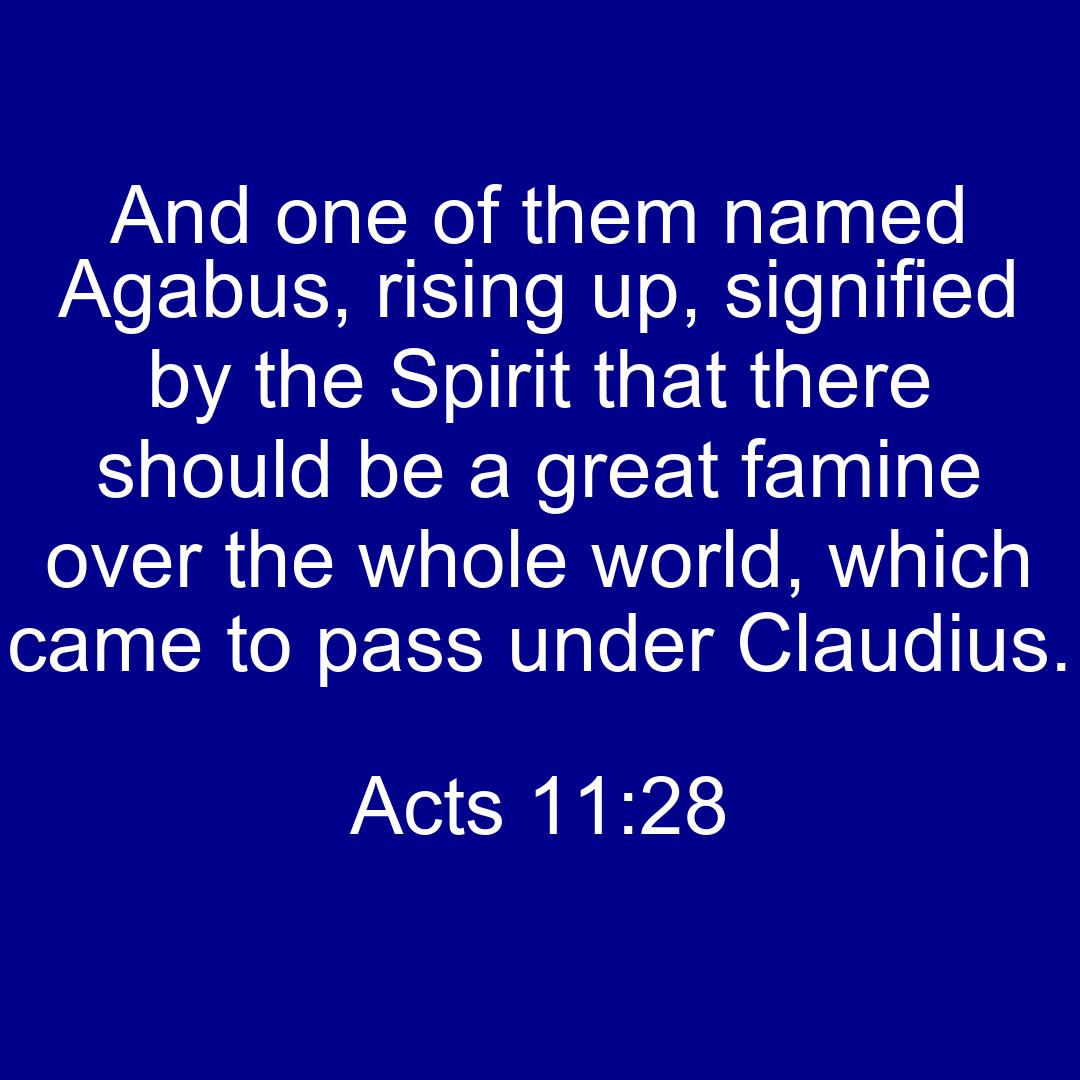 And one of them named
Agabus, rising up, signified
by the Spirit that there
should be a great famine
over the whole world, which
came to pass under Claudius.
Acts 11:28